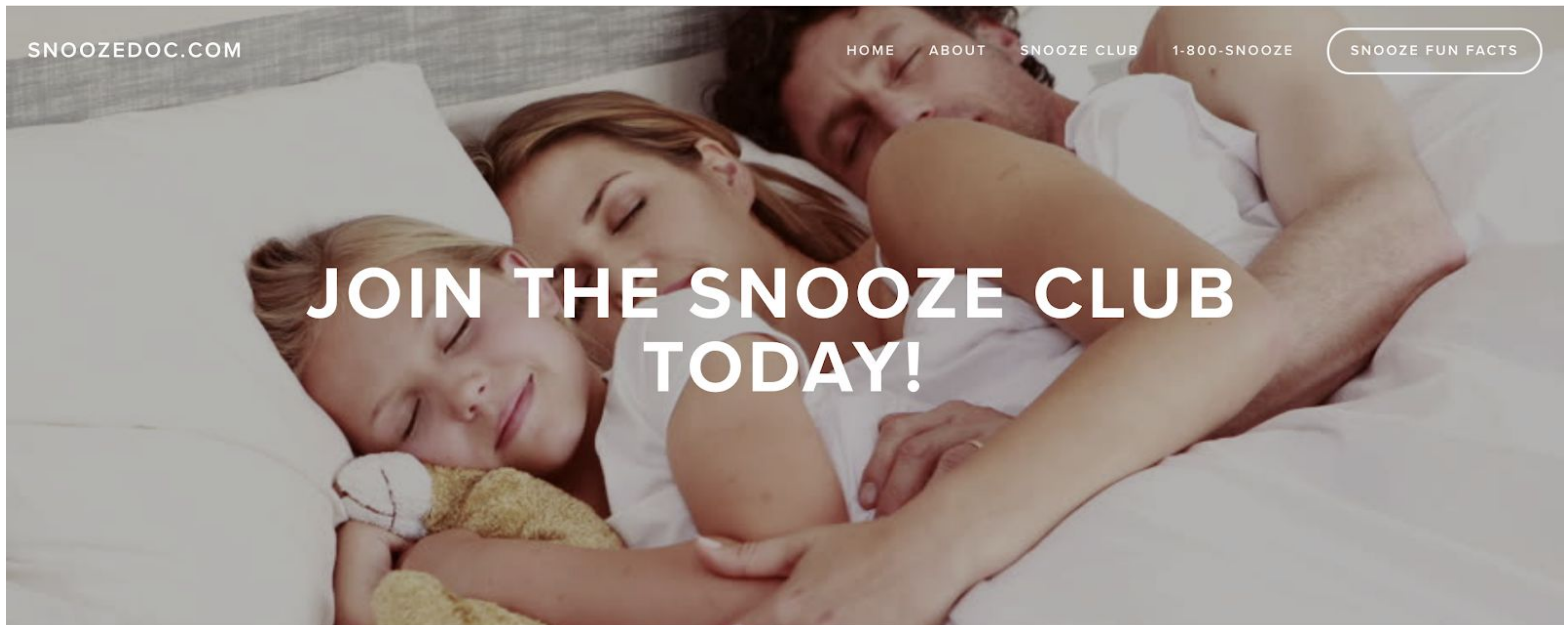 SNOOZEDOC.COM
HOME ABOUT SNOOZE CLUB 1-800-SNOOZE SNOOZE FUN FACTS
JOIN THE SNOOZE CLUB
TODAY!